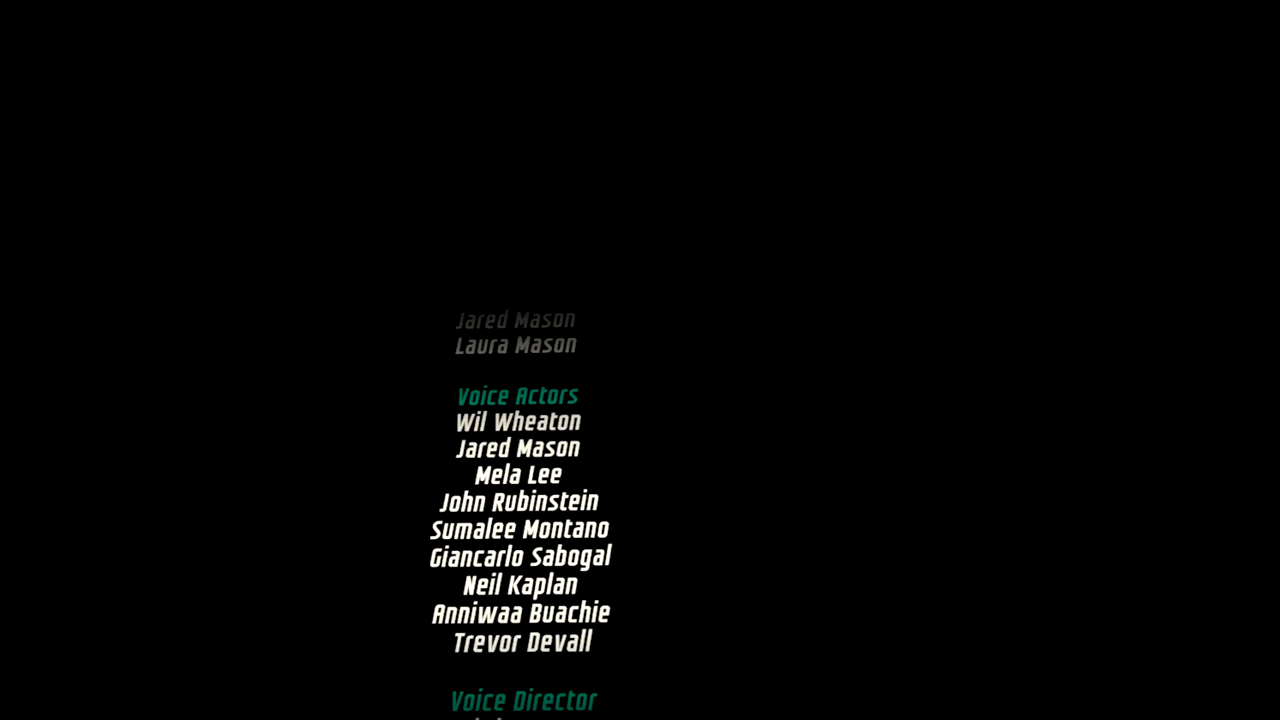 Jared Mason
Laura Mason
Voice Actors
Wil Wheaton
Jared Mason
Mela Lee
John Rubinstein
Sumalee Montano
Giancarlo Sabogal
Neil Kaplan
Anniwaa Buachie
Trevor Devall
Voice Director